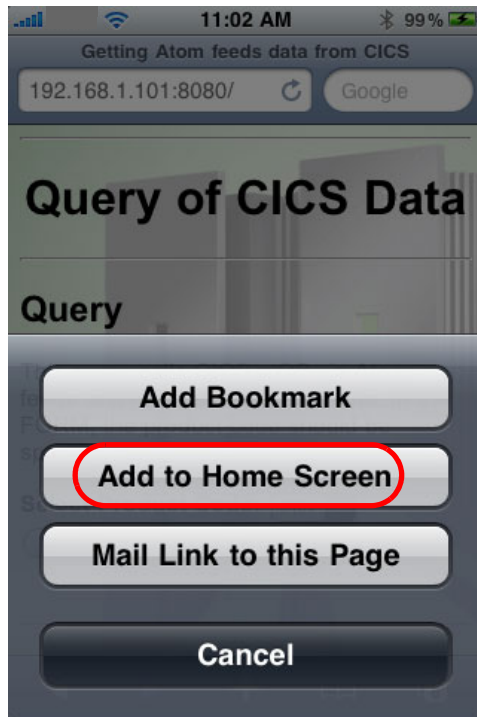 11:02 AM
99%
Getting Atom feeds data from CICS
192.168.1.101:8080/
Google
Query of CICS Data
Query
Add Bookmark
Add to Home Screen
Mail Link to this Page
Cancel